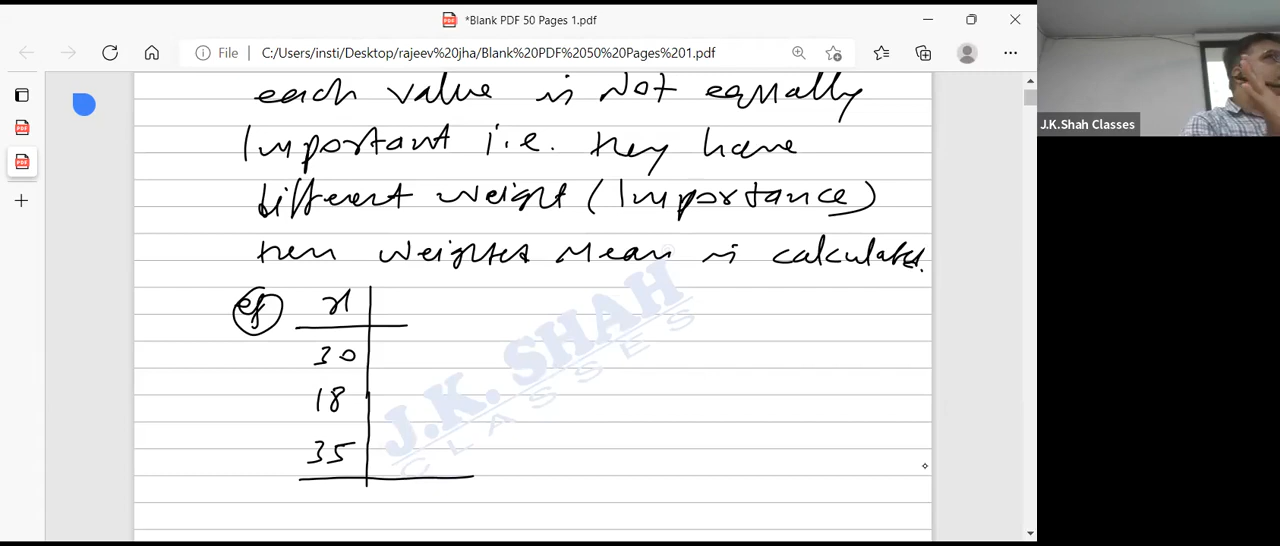 *Blank PDF 50 Pages 1.pdf
File C:/Users/insti/Desktop/rajeev%20jha/Blank%20PDF%2050%20Pages%201.pdf
each value is Not equally
Important i.e. they have
different weight (Importance)
then weighted Mean is calculated.
eg x
30
18
35
J.K. SHAH
CLASSES
J.K.Shah Classes